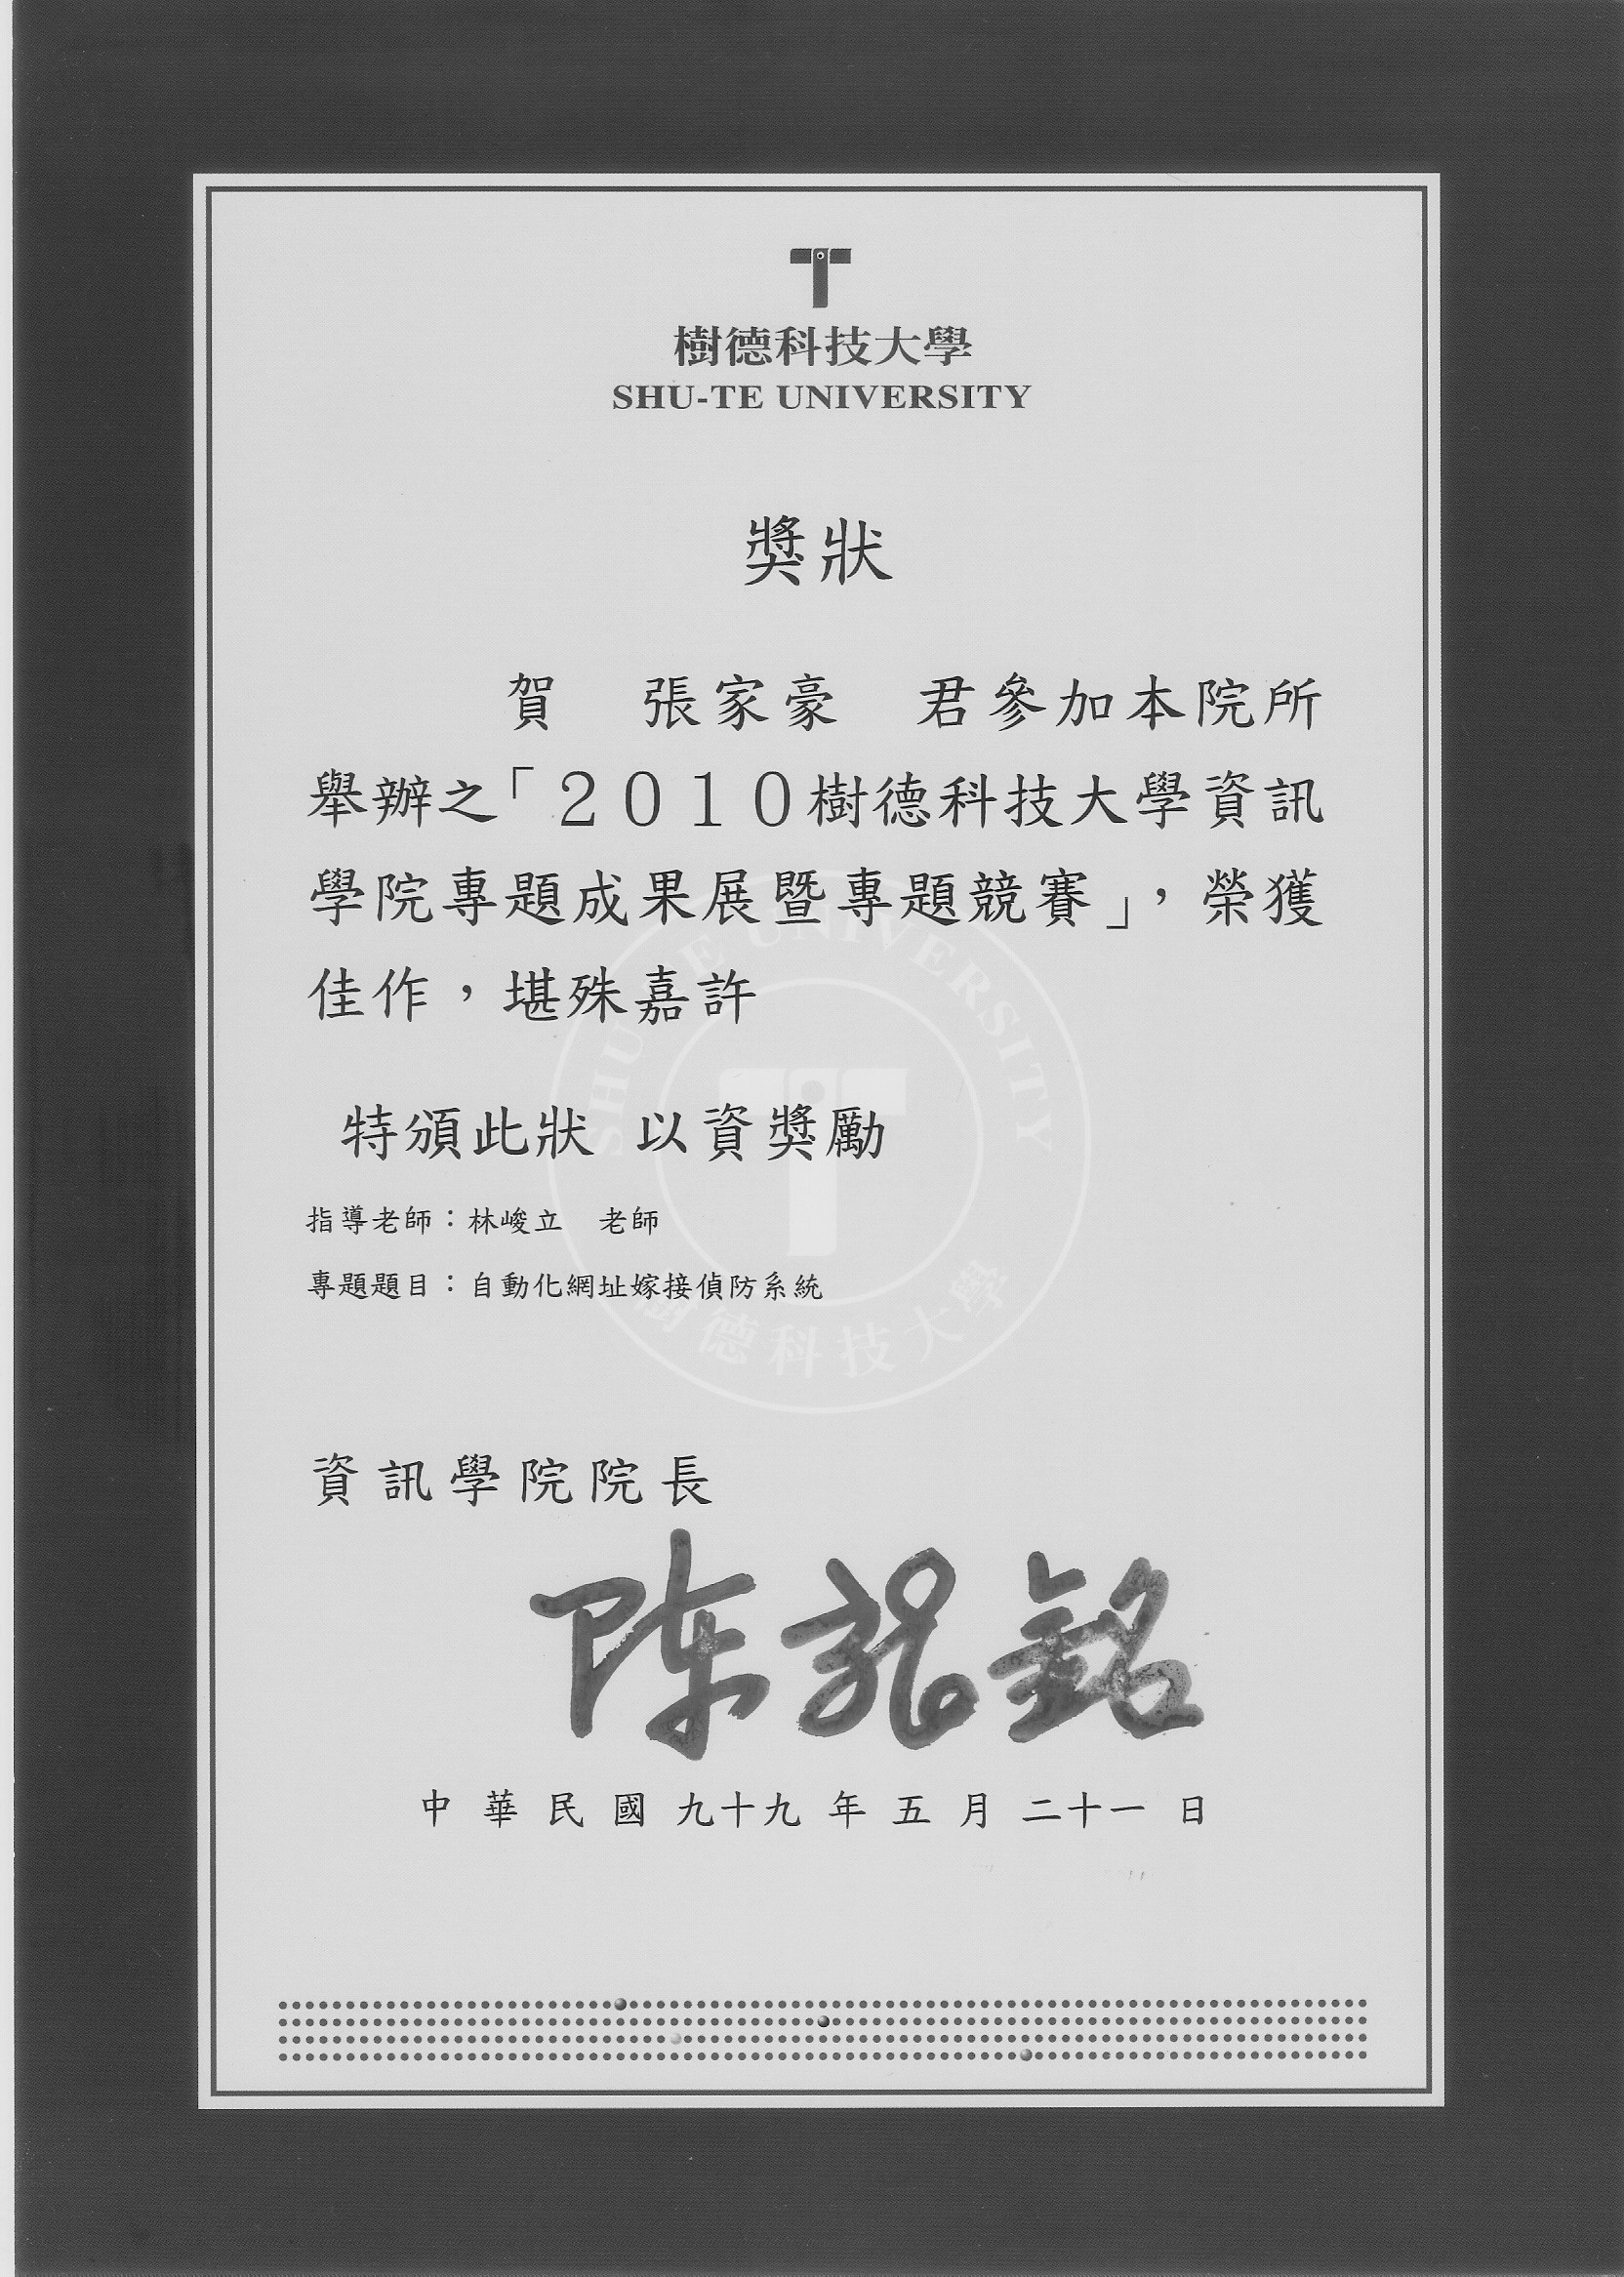 樹德科技大學
SHU-TE UNIVERSITY
獎狀
賀　張家豪　君參加本院所
舉辦之「２０１０樹德科技大學資訊
學院專題成果展暨專題競賽」，榮獲
佳作，堪殊嘉許
特頒此狀 以資獎勵
指導老師：林峻立　老師
專題題目：自動化網址嫁接偵防系統
SHU-TE UNIVERSITY
樹德科技大學
資訊學院院長
陈龍銘
中華民國九十九年五月二十一日